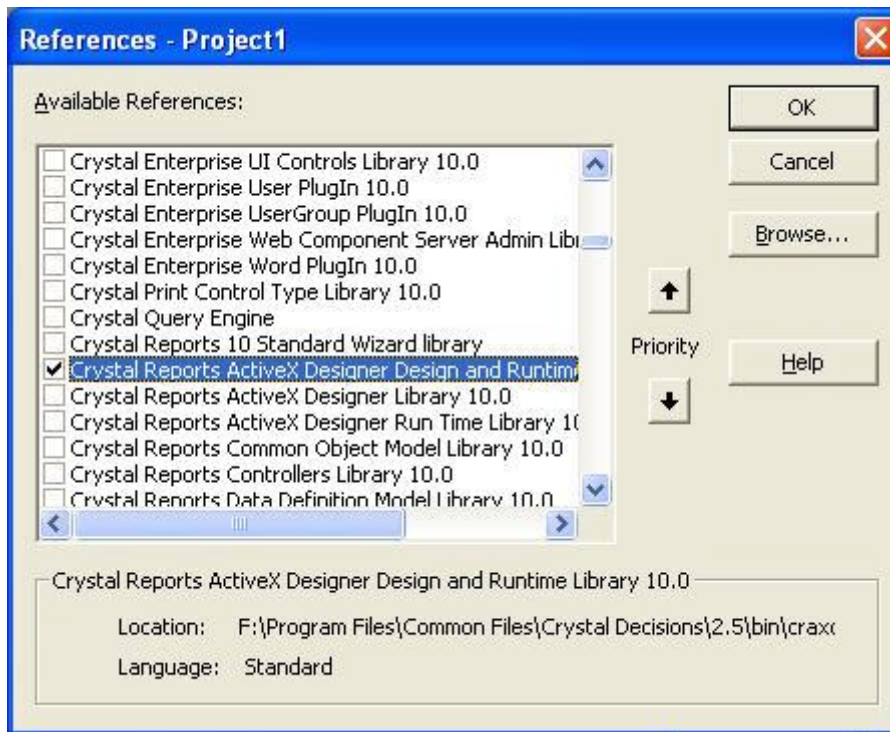 References - Project1
Available References:
Crystal Enterprise UI Controls Library 10.0
Crystal Enterprise User PlugIn 10.0
Crystal Enterprise UserGroup PlugIn 10.0
Crystal Enterprise Web Component Server Admin Libr
Crystal Enterprise Word PlugIn 10.0
Crystal Print Control Type Library 10.0
Crystal Query Engine
Crystal Reports 10 Standard Wizard library
Crystal Reports ActiveX Designer Design and Runtime
Crystal Reports ActiveX Designer Library 10.0
Crystal Reports ActiveX Designer Run Time Library 10
Crystal Reports Common Object Model Library 10.0
Crystal Reports Controllers Library 10.0
Crystal Reports Data Definition Model Library 10.0
OK
Cancel
Browse...
Priority
Help
Crystal Reports ActiveX Designer Design and Runtime Library 10.0
Location: F:\Program Files\Common Files\Crystal Decisions\2.5\bin\craxd
Language: Standard